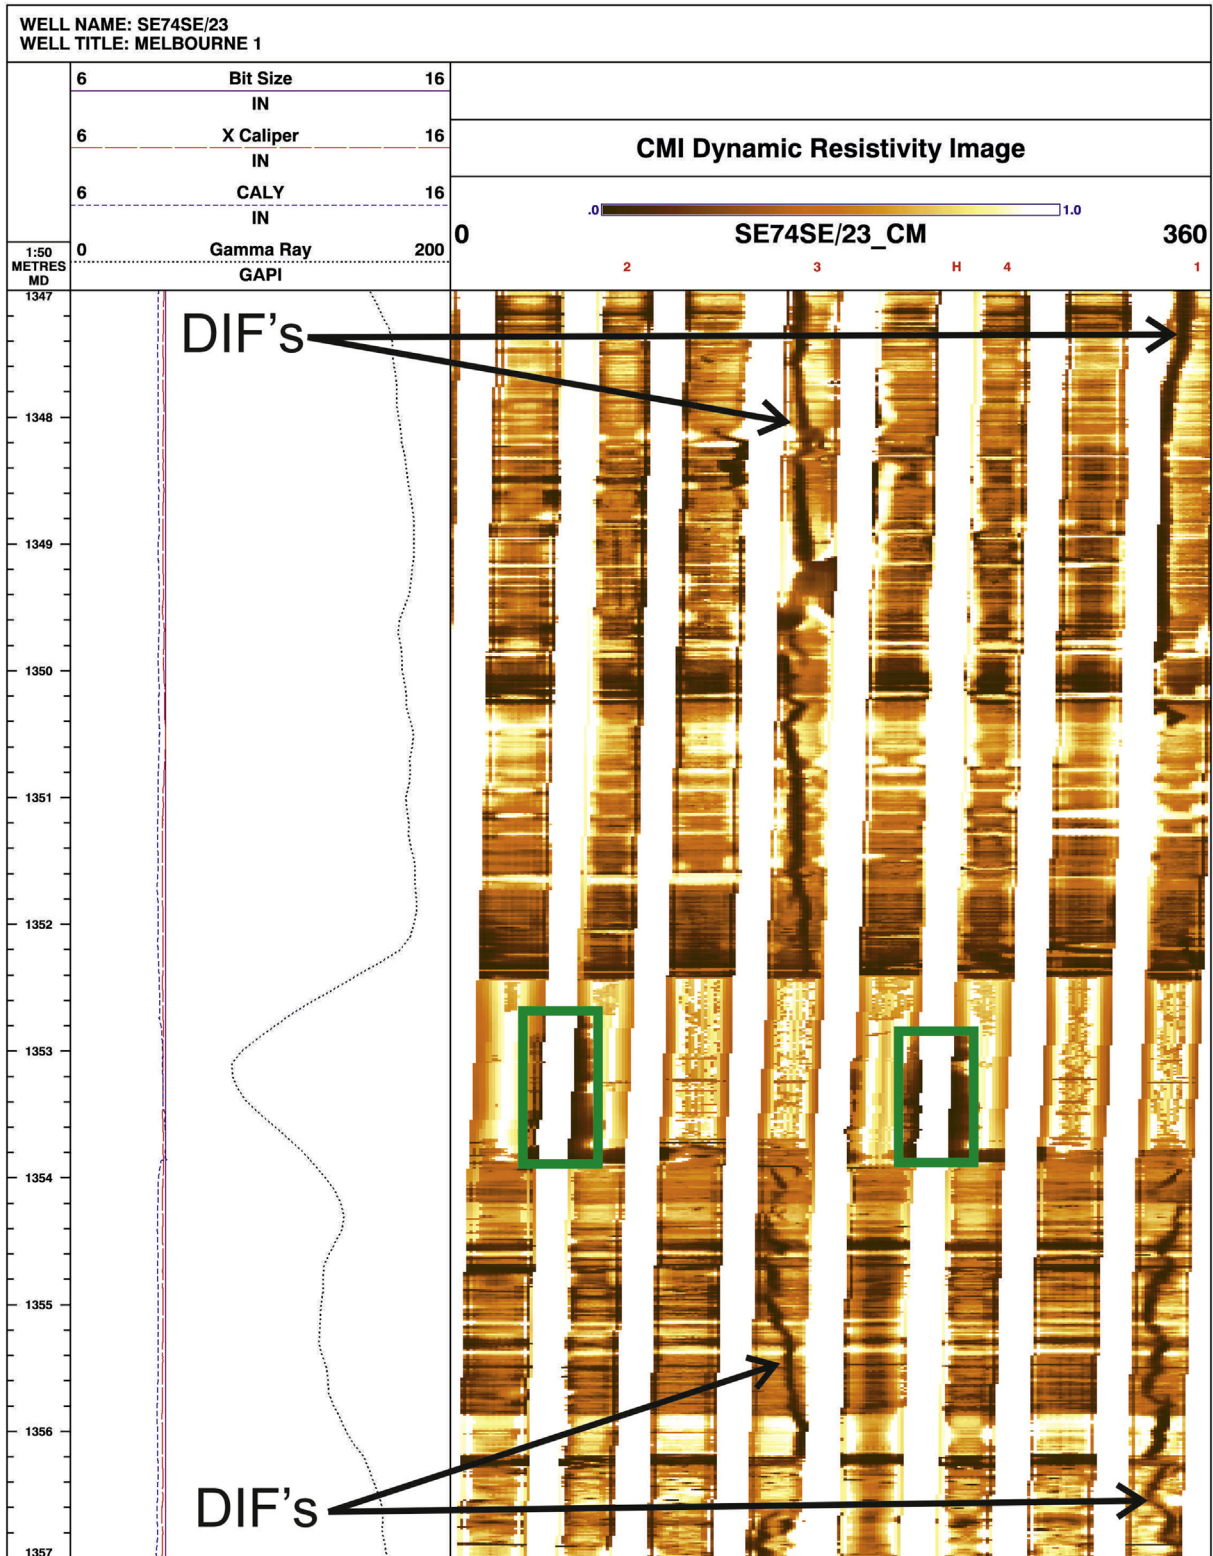 WELL NAME: SE74SE/23
WELL TITLE: MELBOURNE 1
6 Bit Size 16
IN
6 X Caliper 16
IN
6 CALY 16
IN
0 Gamma Ray 200
GAPI
1:50
METRES
MD
CMI Dynamic Resistivity Image
.0 1.0
0 SE74SE/23_CM 360
2 3 H 4 1
1347
DIF's
1348
1349
1350
1351
1352
1353
1354
1355
1356
DIF's
1357